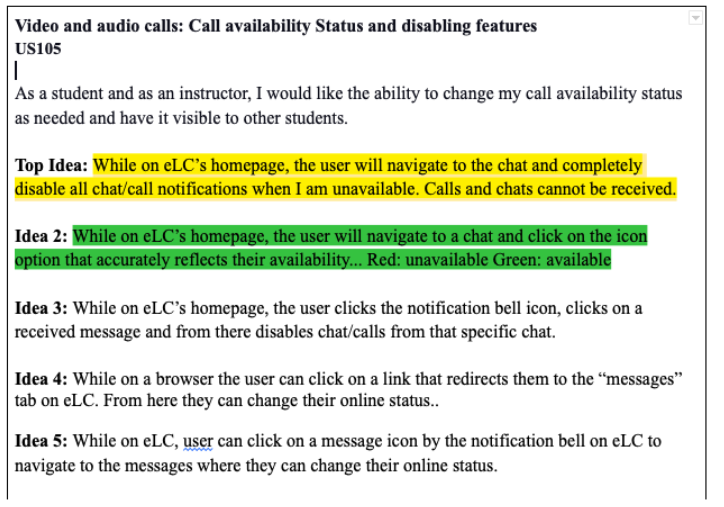 Video and audio calls: Call availability Status and disabling features
US105
As a student and as an instructor, I would like the ability to change my call availability status
as needed and have it visible to other students.
Top Idea: While on eLC’s homepage, the user will navigate to the chat and completely
disable all chat/call notifications when I am unavailable. Calls and chats cannot be received.
Idea 2: While on eLC’s homepage, the user will navigate to a chat and click on the icon
option that accurately reflects their availability... Red: unavailable Green: available
Idea 3: While on eLC’s homepage, the user clicks the notification bell icon, clicks on a
received message and from there disables chat/calls from that specific chat.
Idea 4: While on a browser the user can click on a link that redirects them to the “messages”
tab on eLC. From here they can change their online status..
Idea 5: While on eLC, user can click on a message icon by the notification bell on eLC to
navigate to the messages where they can change their online status.